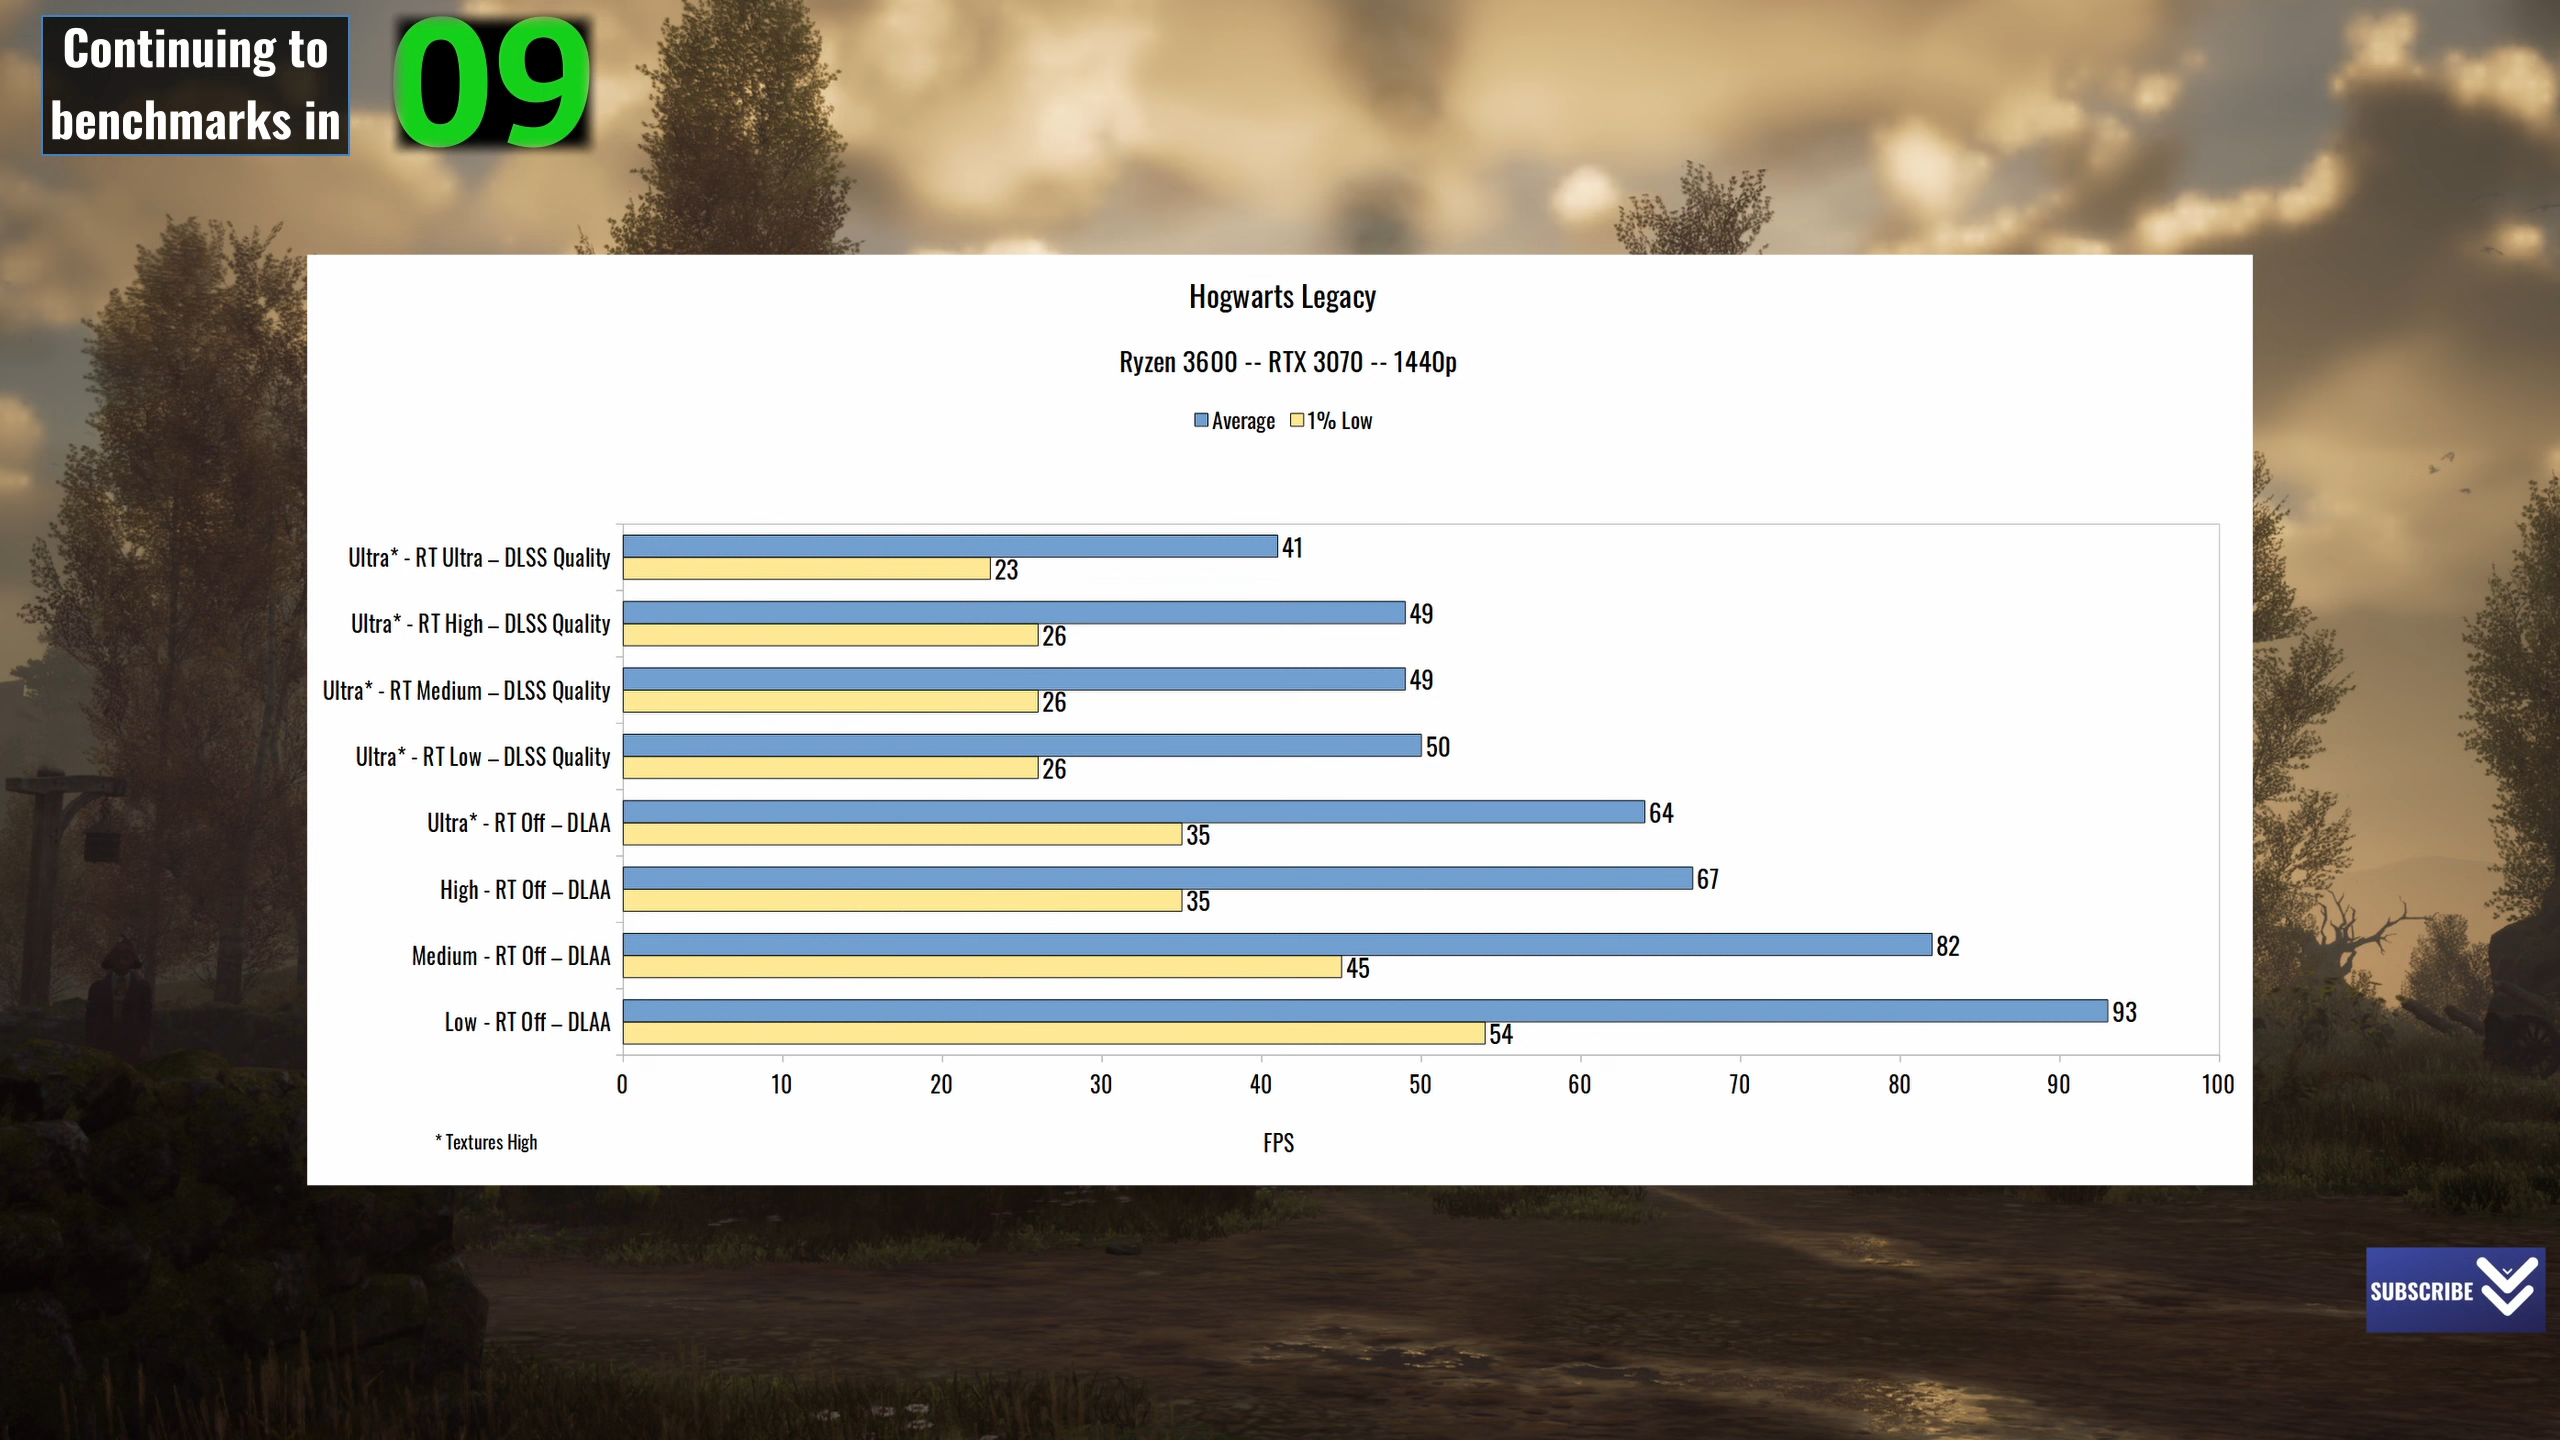 Continuing to
benchmarks in
09
Hogwarts Legacy
Ryzen 3600 -- RTX 3070 -- 1440p
Average 1% Low
Ultra* - RT Ultra – DLSS Quality 41
23
Ultra* - RT High – DLSS Quality 49
26
Ultra* - RT Medium – DLSS Quality 49
26
Ultra* - RT Low – DLSS Quality 50
26
Ultra* - RT Off – DLAA 64
35
High - RT Off – DLAA 67
35
Medium - RT Off – DLAA 82
45
Low - RT Off – DLAA 93
54
0 10 20 30 40 50 60 70 80 90 100
* Textures High FPS
SUBSCRIBE